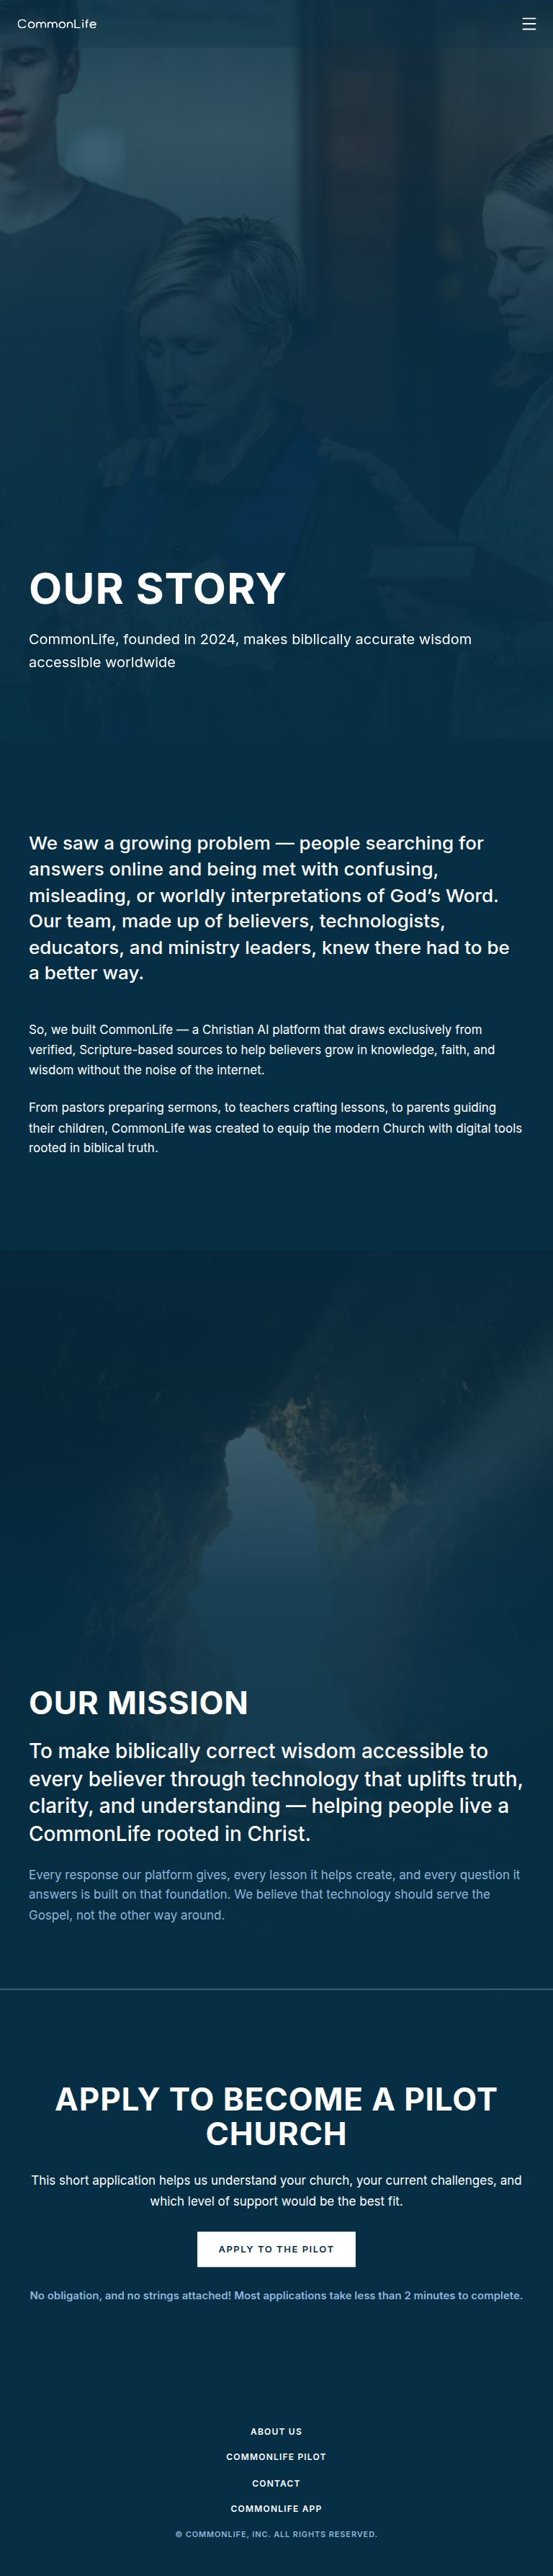 CommonLife
OUR STORY
CommonLife, founded in 2024, makes biblically accurate wisdom
accessible worldwide
We saw a growing problem — people searching for
answers online and being met with confusing,
misleading, or worldly interpretations of God’s Word.
Our team, made up of believers, technologists,
educators, and ministry leaders, knew there had to be
a better way.
So, we built CommonLife — a Christian AI platform that draws exclusively from
verified, Scripture-based sources to help believers grow in knowledge, faith, and
wisdom without the noise of the internet.
From pastors preparing sermons, to teachers crafting lessons, to parents guiding
their children, CommonLife was created to equip the modern Church with digital tools
rooted in biblical truth.
OUR MISSION
To make biblically correct wisdom accessible to
every believer through technology that uplifts truth,
clarity, and understanding — helping people live a
CommonLife rooted in Christ.
Every response our platform gives, every lesson it helps create, and every question it
answers is built on that foundation. We believe that technology should serve the
Gospel, not the other way around.
APPLY TO BECOME A PILOT
CHURCH
This short application helps us understand your church, your current challenges, and
which level of support would be the best fit.
APPLY TO THE PILOT
No obligation, and no strings attached! Most applications take less than 2 minutes to complete.
ABOUT US
COMMONLIFE PILOT
CONTACT
COMMONLIFE APP
© COMMONLIFE, INC. ALL RIGHTS RESERVED.